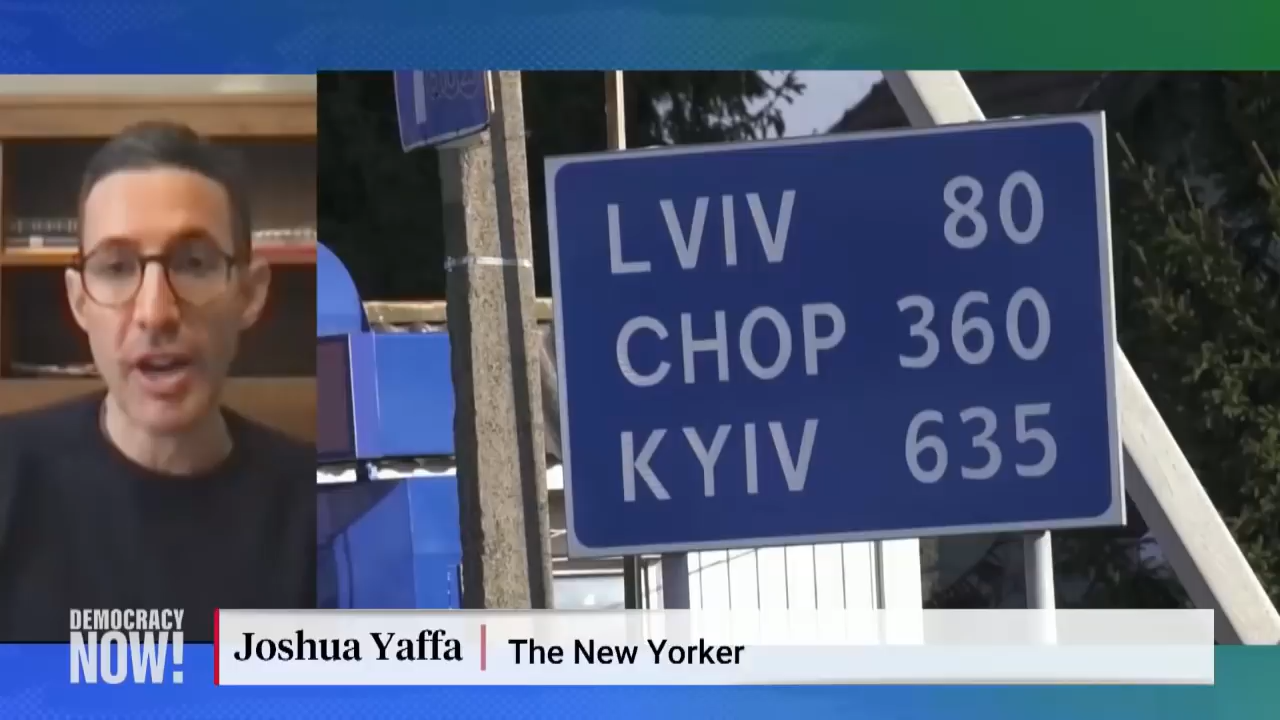 LVIV 80
CHOP 360
KYIV 635
DEMOCRACY
NOW!
Joshua Yaffa | The New Yorker